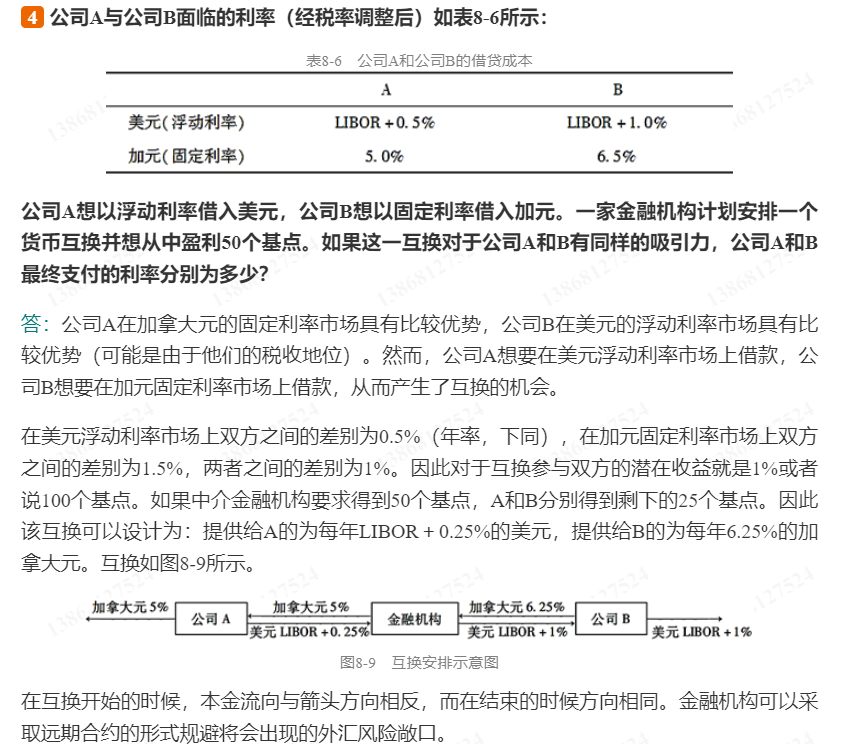 4 公司A与公司B面临的利率（经税率调整后）如表8-6所示：
表8-6 公司A和公司B的借贷成本
A B
美元(浮动利率) LIBOR +0.5% LIBOR +1.0%
加元(固定利率) 5.0% 6.5%
公司A想以浮动利率借入美元，公司B想以固定利率借入加元。一家金融机构计划安排一个
货币互换并想从中盈利50个基点。如果这一互换对于公司A和B有同样的吸引力，公司A和B
最终支付的利率分别为多少？
答：公司A在加拿大元的固定利率市场具有比较优势，公司B在美元的浮动利率市场具有比
较优势（可能是由于他们的税收地位）。然而，公司A想要在美元浮动利率市场上借款，公
司B想要在加元固定利率市场上借款，从而产生了互换的机会。
在美元浮动利率市场上双方之间的差别为0.5%（年率，下同），在加元固定利率市场上双方
之间的差别为1.5%，两者之间的差别为1%。因此对于互换参与双方的潜在收益就是1%或者
说100个基点。如果中介金融机构要求得到50个基点，A和B分别得到剩下的25个基点。因此
该互换可以设计为：提供给A的为每年LIBOR + 0.25%的美元，提供给B的为每年6.25%的加
拿大元。互换如图8-9所示。
加拿大元5% 公司 A 加拿大元5% 金融机构 加拿大元6.25% 公司 B
美元 LIBOR +0.25% 美元 LIBOR +1% 美元 LIBOR +1%
图8-9 互换安排示意图
在互换开始的时候，本金流向与箭头方向相反，而在结束的时候方向相同。金融机构可以采
取远期合约的形式规避将会出现的外汇风险敞口。